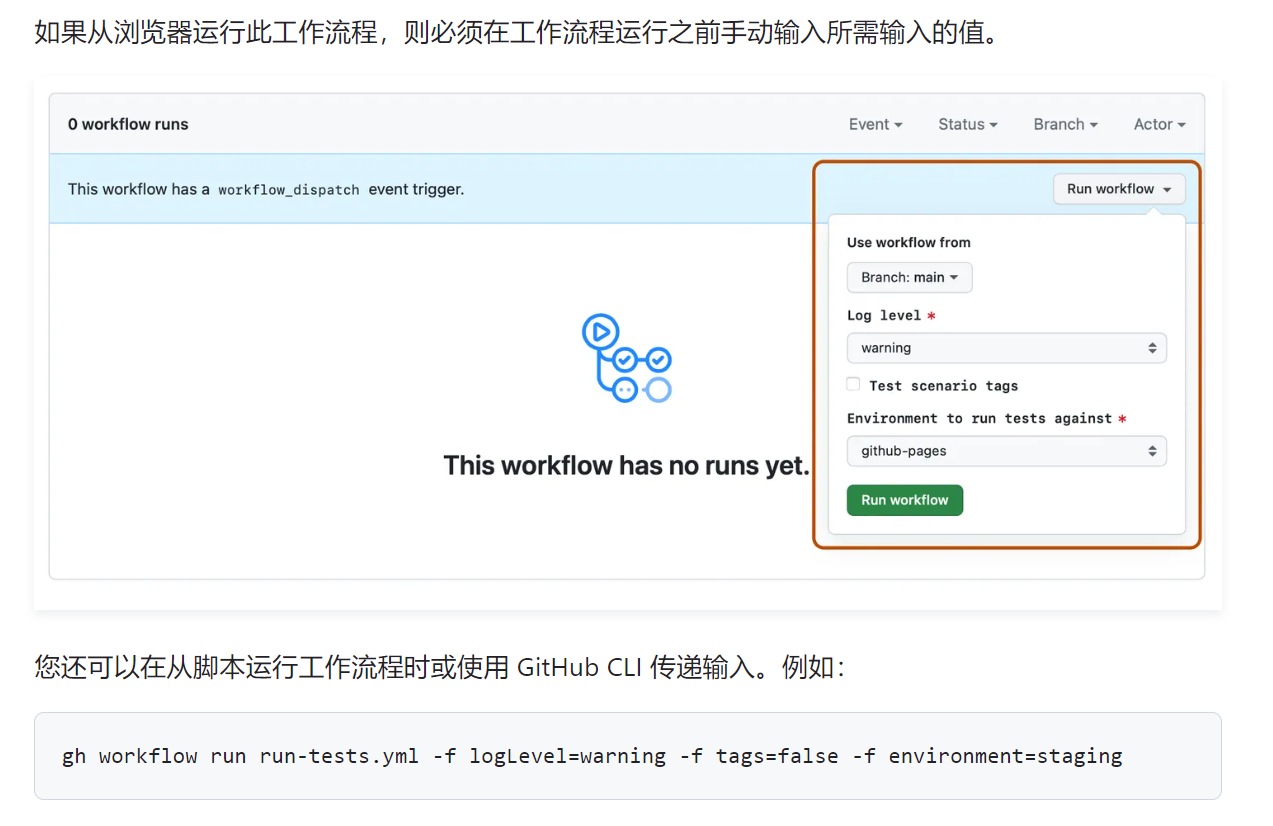 如果从浏览器运行此工作流程，则必须在工作流程运行之前手动输入所需输入的值。
0 workflow runs
Event
Status
Branch
Actor
This workflow has a workflow_dispatch event trigger.
Run workflow
Use workflow from
Branch: main
Log level *
warning
Test scenario tags
Environment to run tests against *
github-pages
Run workflow
This workflow has no runs yet.
您还可以在从脚本运行工作流程时或使用 GitHub CLI 传递输入。例如：
gh workflow run run-tests.yml -f logLevel=warning -f tags=false -f environment=staging